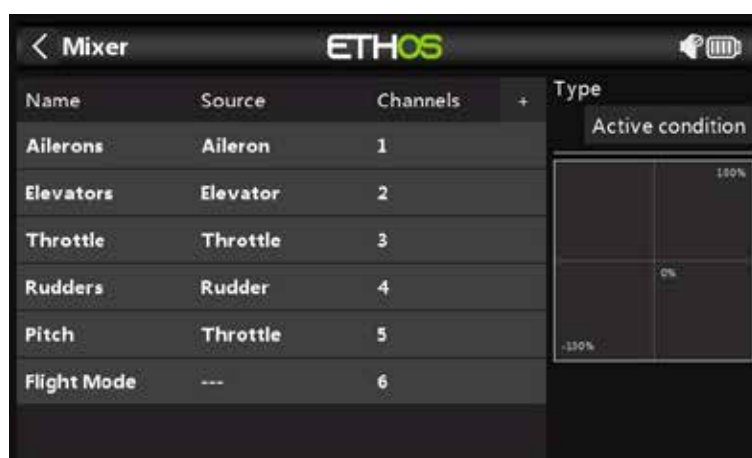 < Mixer ETHOS
Name Source Channels + Type
Active condition
Ailerons Aileron 1
Elevators Elevator 2
Throttle Throttle 3
Rudders Rudder 4
Pitch Throttle 5
Flight Mode --- 6
100%
0%
-100%